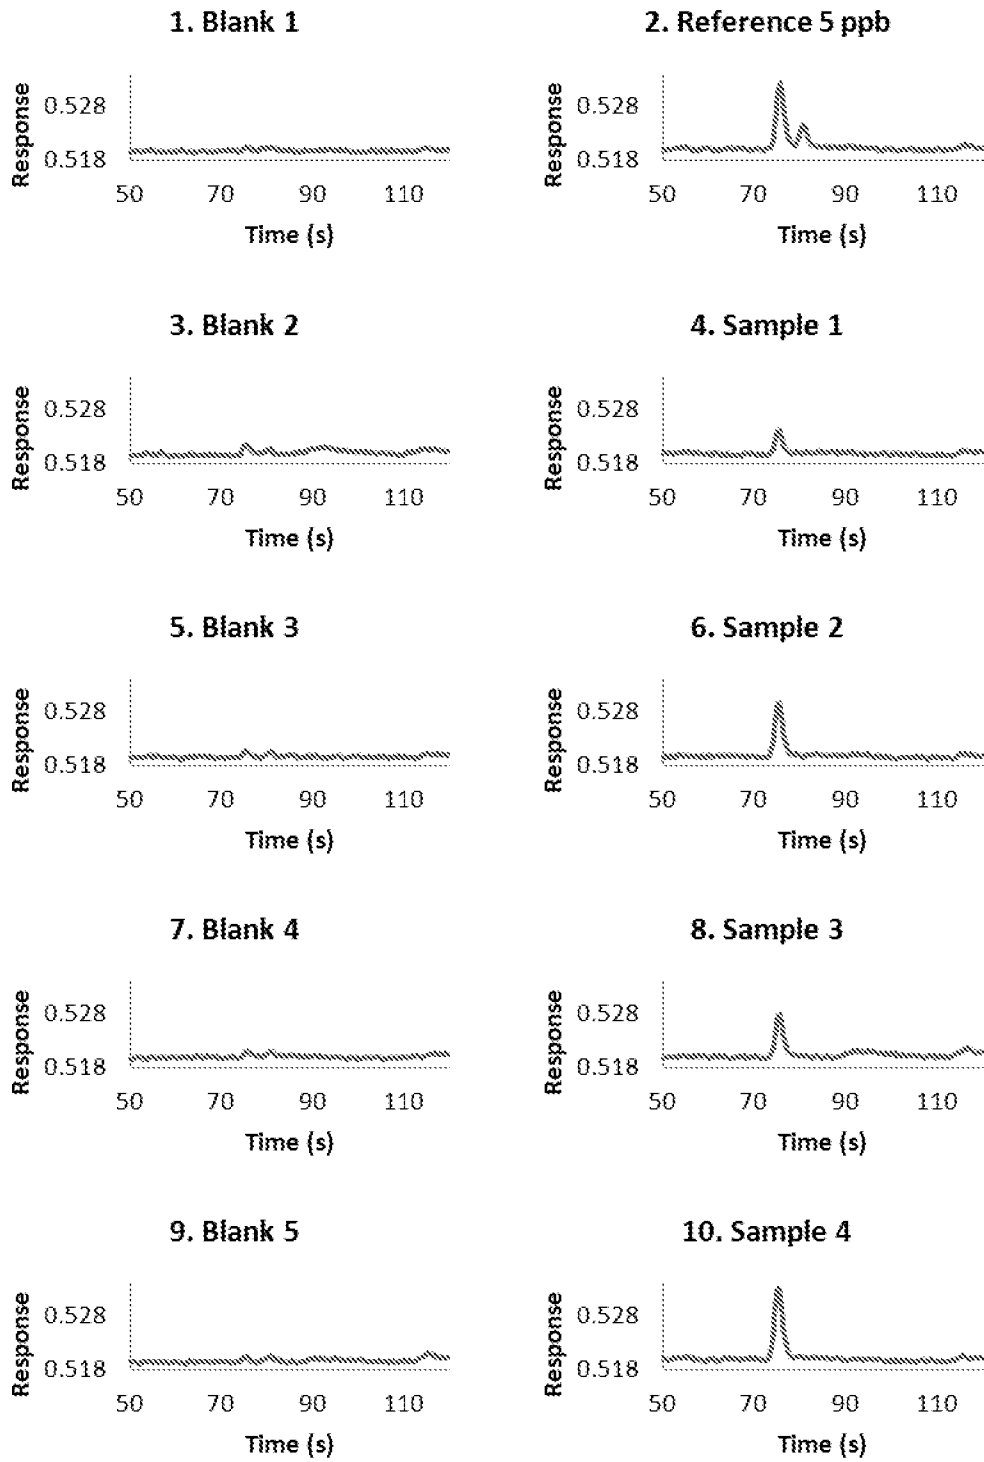 1. Blank 1
Response
0.528
0.518
50 70 90 110
Time (s)
2. Reference 5 ppb
Response
0.528
0.518
50 70 90 110
Time (s)
3. Blank 2
Response
0.528
0.518
50 70 90 110
Time (s)
4. Sample 1
Response
0.528
0.518
50 70 90 110
Time (s)
5. Blank 3
Response
0.528
0.518
50 70 90 110
Time (s)
6. Sample 2
Response
0.528
0.518
50 70 90 110
Time (s)
7. Blank 4
Response
0.528
0.518
50 70 90 110
Time (s)
8. Sample 3
Response
0.528
0.518
50 70 90 110
Time (s)
9. Blank 5
Response
0.528
0.518
50 70 90 110
Time (s)
10. Sample 4
Response
0.528
0.518
50 70 90 110
Time (s)